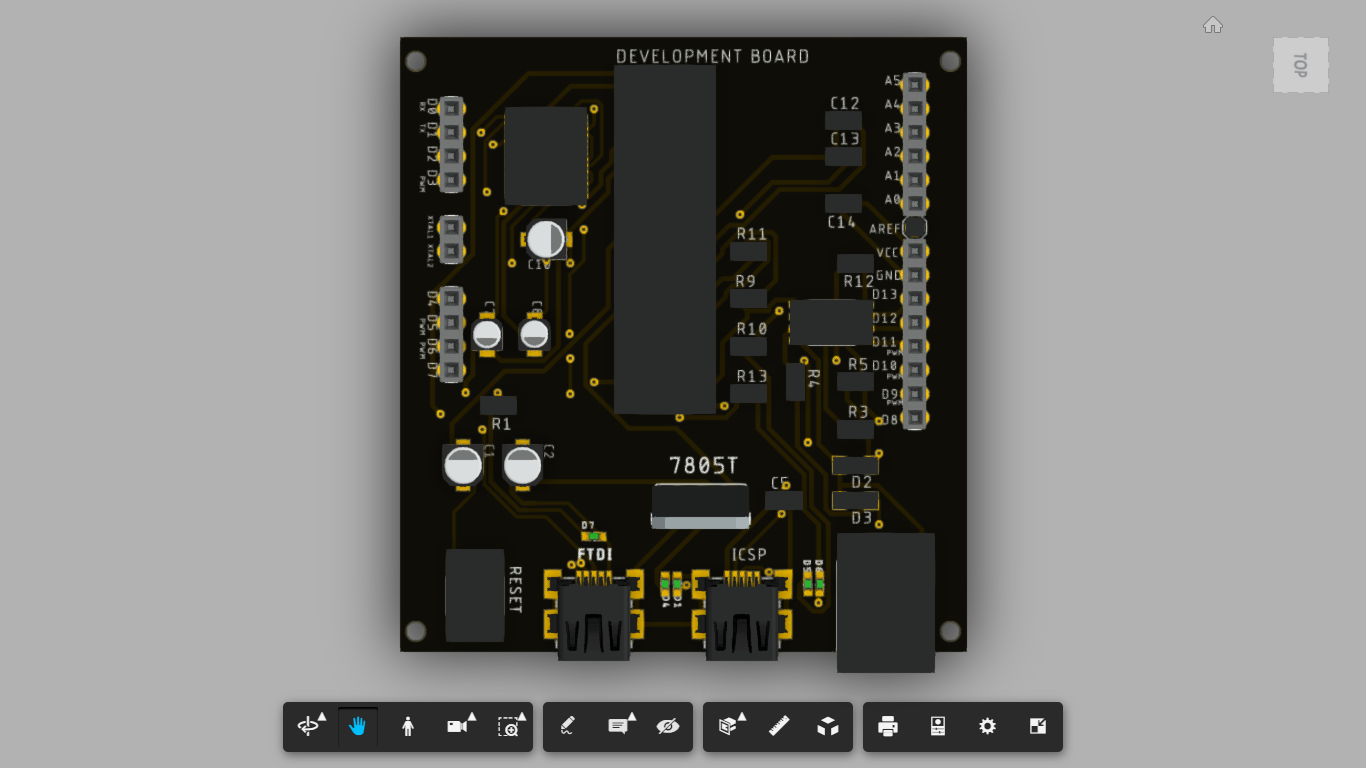 DEVELOPMENT BOARD
TOP
A5
A4
A3
A2
A1
A0
AREF
VCC
GND
D13
D12
D11
PWM
D10
PWM
D9
PWM
D8
D0
RX
D1
TX
D2
D3
PWM
XTAL1
XTAL2
D4
D5
PWM
D6
PWM
D7
C12
C13
C14
C10
R11
R9
R10
R13
R12
R4
R5
R3
R1
C1
C2
7805T
D2
D3
D7
FTDI
ICSP
RESET
D5
D6
D4
D1